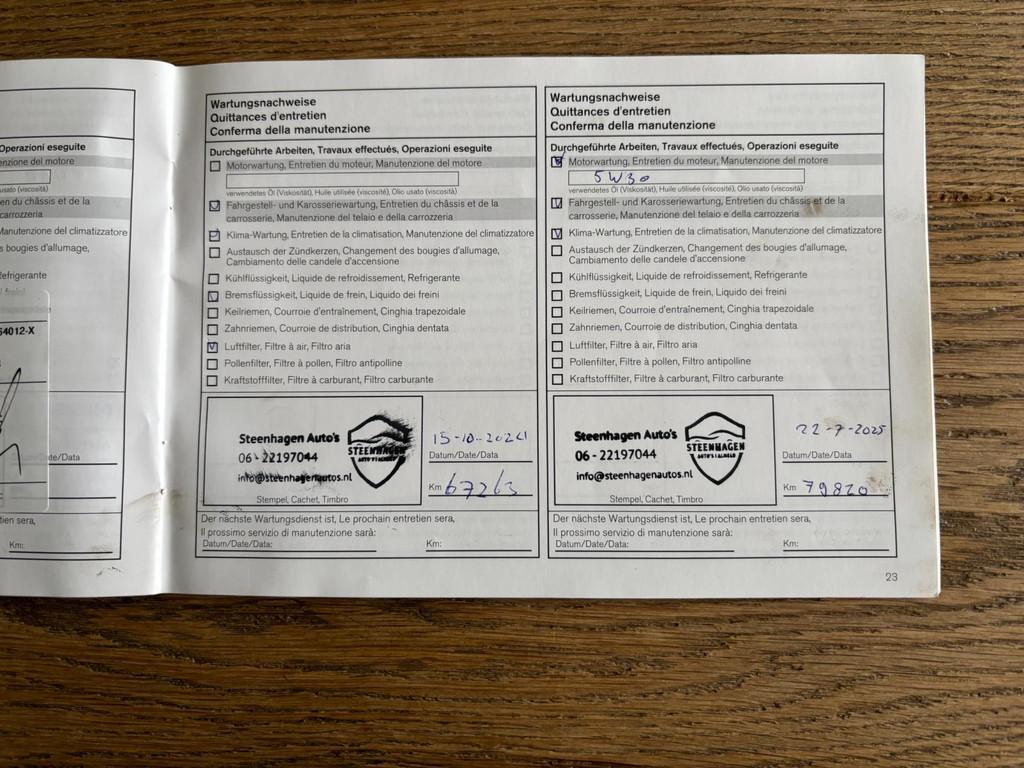 Operazioni eseguite
enzione del motore
usato (viscosità)
en du châssis et de la
carrozzeria
Manutenzione del climatizzatore
s bougies d'allumage,
efrigerante
54012-X
de/Data
tien sera,
Km:
Wartungsnachweise
Quittances d'entretien
Conferma della manutenzione
Durchgeführte Arbeiten, Travaux effectués, Operazioni eseguite
Motorwartung, Entretien du moteur, Manutenzione del motore
verwendetes Öl (Viskosität), Huile utilisée (viscosité), Olio usato (viscosità)
Fahrgestell- und Karosseriewartung, Entretien du châssis et de la
carrosserie, Manutenzione del telaio e della carrozzeria
Klima-Wartung, Entretien de la climatisation, Manutenzione del climatizzatore
Austausch der Zündkerzen, Changement des bougies d'allumage,
Cambiamento delle candele d'accensione
Kühlflüssigkeit, Liquide de refroidissement, Refrigerante
Bremsflüssigkeit, Liquide de frein, Liquido dei freini
Keilriemen, Courroie d'entraînement, Cinghia trapezoidale
Zahnriemen, Courroie de distribution, Cinghia dentata
Luftfilter, Filtre à air, Filtro aria
Pollenfilter, Filtre à pollen, Filtro antipolline
Kraftstofffilter, Filtre à carburant, Filtro carburante
Steenhagen Auto's
06 - 22197044
info@steenhagenautos.nl
STEENHAGEN
AUTO'S | ALMELO
Stempel, Cachet, Timbro
15-10-2024
Datum/Date/Data
Km 67263
Der nächste Wartungsdienst ist, Le prochain entretien sera,
Il prossimo servizio di manutenzione sarà:
Datum/Date/Data: Km:
Wartungsnachweise
Quittances d'entretien
Conferma della manutenzione
Durchgeführte Arbeiten, Travaux effectués, Operazioni eseguite
Motorwartung, Entretien du moteur, Manutenzione del motore
5W30
verwendetes Öl (Viskosität), Huile utilisée (viscosité), Olio usato (viscosità)
Fahrgestell- und Karosseriewartung, Entretien du châssis et de la
carrosserie, Manutenzione del telaio e della carrozzeria
Klima-Wartung, Entretien de la climatisation, Manutenzione del climatizzatore
Austausch der Zündkerzen, Changement des bougies d'allumage,
Cambiamento delle candele d'accensione
Kühlflüssigkeit, Liquide de refroidissement, Refrigerante
Bremsflüssigkeit, Liquide de frein, Liquido dei freini
Keilriemen, Courroie d'entraînement, Cinghia trapezoidale
Zahnriemen, Courroie de distribution, Cinghia dentata
Luftfilter, Filtre à air, Filtro aria
Pollenfilter, Filtre à pollen, Filtro antipolline
Kraftstofffilter, Filtre à carburant, Filtro carburante
Steenhagen Auto's
06 - 22197044
info@steenhagenautos.nl
STEENHAGEN
AUTO'S | ALMELO
Stempel, Cachet, Timbro
22-7-2025
Datum/Date/Data
Km 79820
Der nächste Wartungsdienst ist, Le prochain entretien sera,
Il prossimo servizio di manutenzione sarà:
Datum/Date/Data: Km:
23